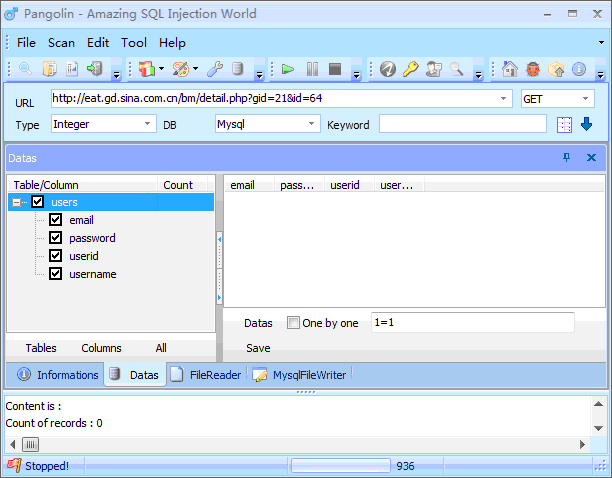 Pangolin - Amazing SQL Injection World
File Scan Edit Tool Help
URL http://eat.gd.sina.com.cn/bm/detail.php?gid=21&id=64 GET
Type Integer DB Mysql Keyword
Datas
Table/Column Count email pass... userid user...
users
email
password
userid
username
Datas One by one 1=1
Tables Columns All Save
Informations Datas FileReader MysqlFileWriter
Content is :
Count of records : 0
Stopped! 936